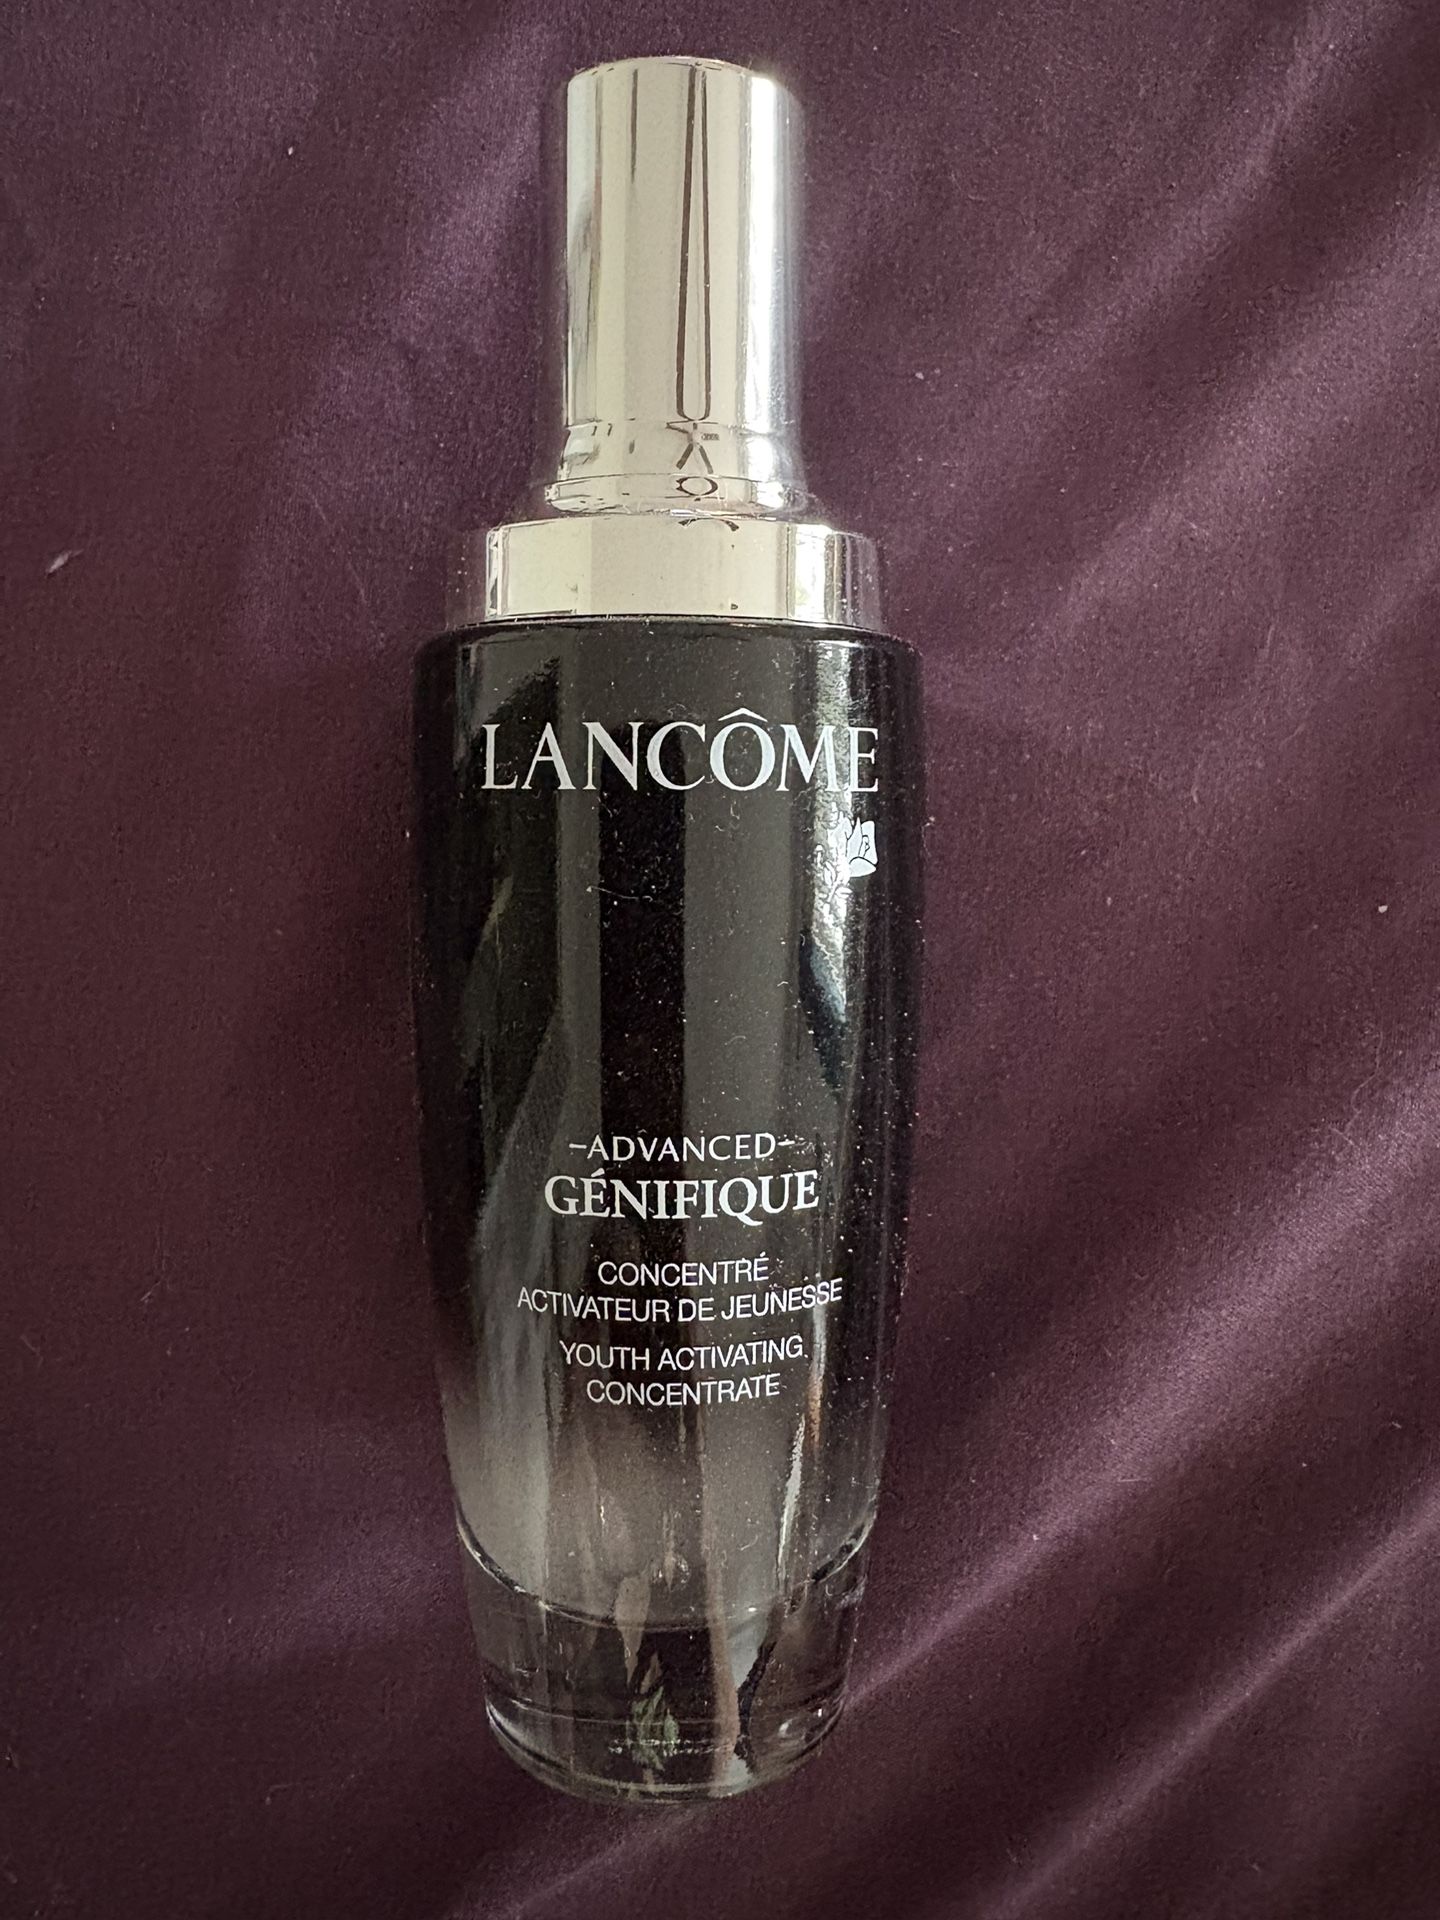 LANCÔME
-ADVANCED-
GÉNIFIQUE
CONCENTRÉ
ACTIVATEUR DE JEUNESSE
YOUTH ACTIVATING
CONCENTRATE